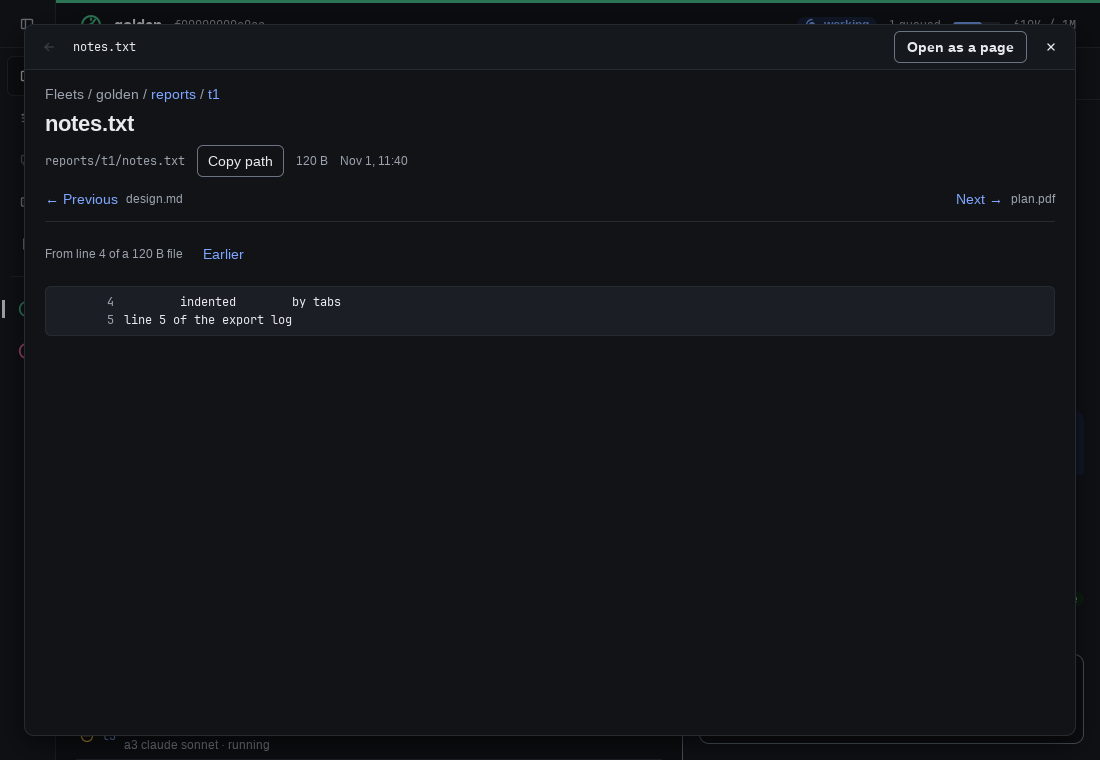 ← notes.txt Open as a page ×
Fleets / golden / reports / t1
notes.txt
reports/t1/notes.txt Copy path 120 B Nov 1, 11:40
← Previous design.md Next → plan.pdf
From line 4 of a 120 B file Earlier
4 indented by tabs
5 line 5 of the export log
a3 claude sonnet · running